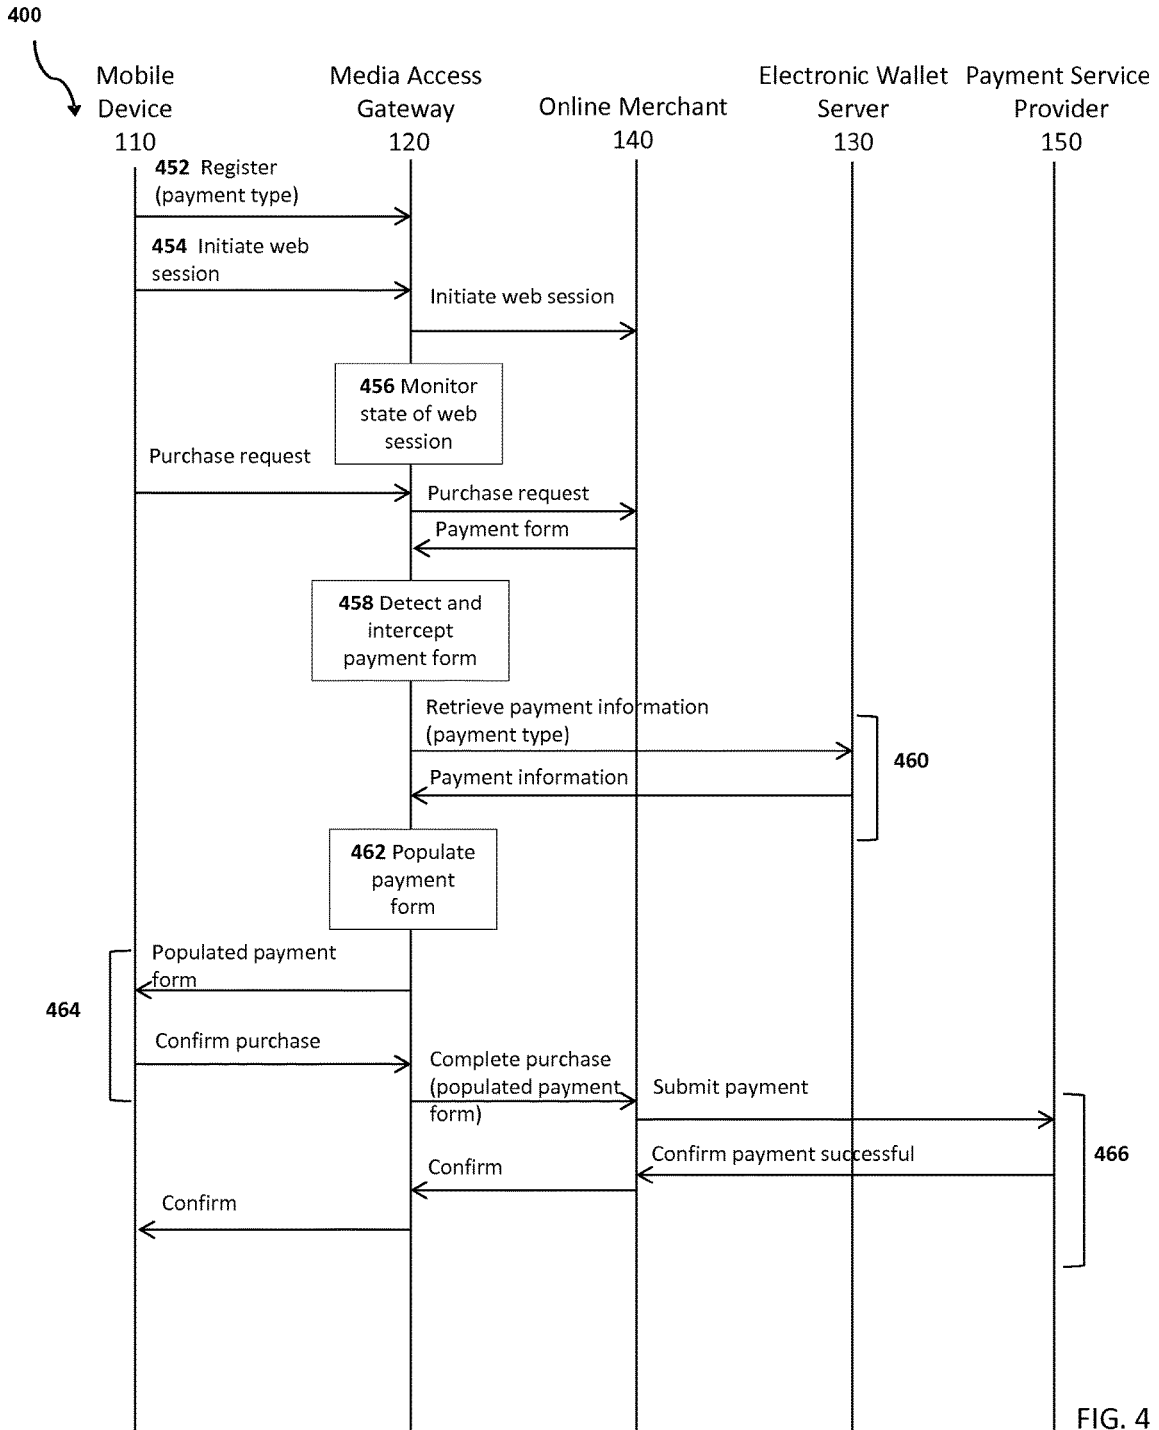 400
Mobile
Device
110
Media Access
Gateway
120
Online Merchant
140
Electronic Wallet
Server
130
Payment Service
Provider
150
452 Register
(payment type)
454 Initiate web
session
Initiate web session
456 Monitor
state of web
session
Purchase request
Purchase request
Payment form
458 Detect and
intercept
payment form
Retrieve payment information
(payment type)
460
Payment information
462 Populate
payment
form
Populated payment
form
464
Confirm purchase
Complete purchase
(populated payment
form)
Submit payment
Confirm payment successful
466
Confirm
Confirm
FIG. 4